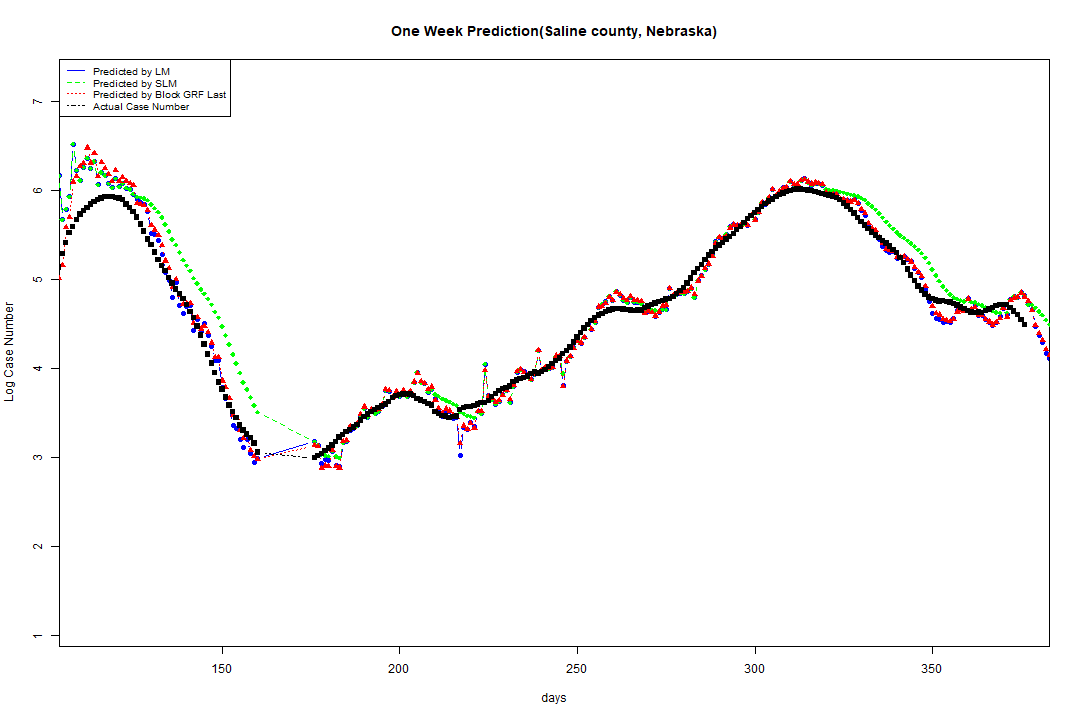 One Week Prediction(Saline county, Nebraska)
Predicted by LM
Predicted by SLM
Predicted by Block GRF Last
Actual Case Number
7
6
5
4
3
2
1
Log Case Number
150 200 250 300 350
days